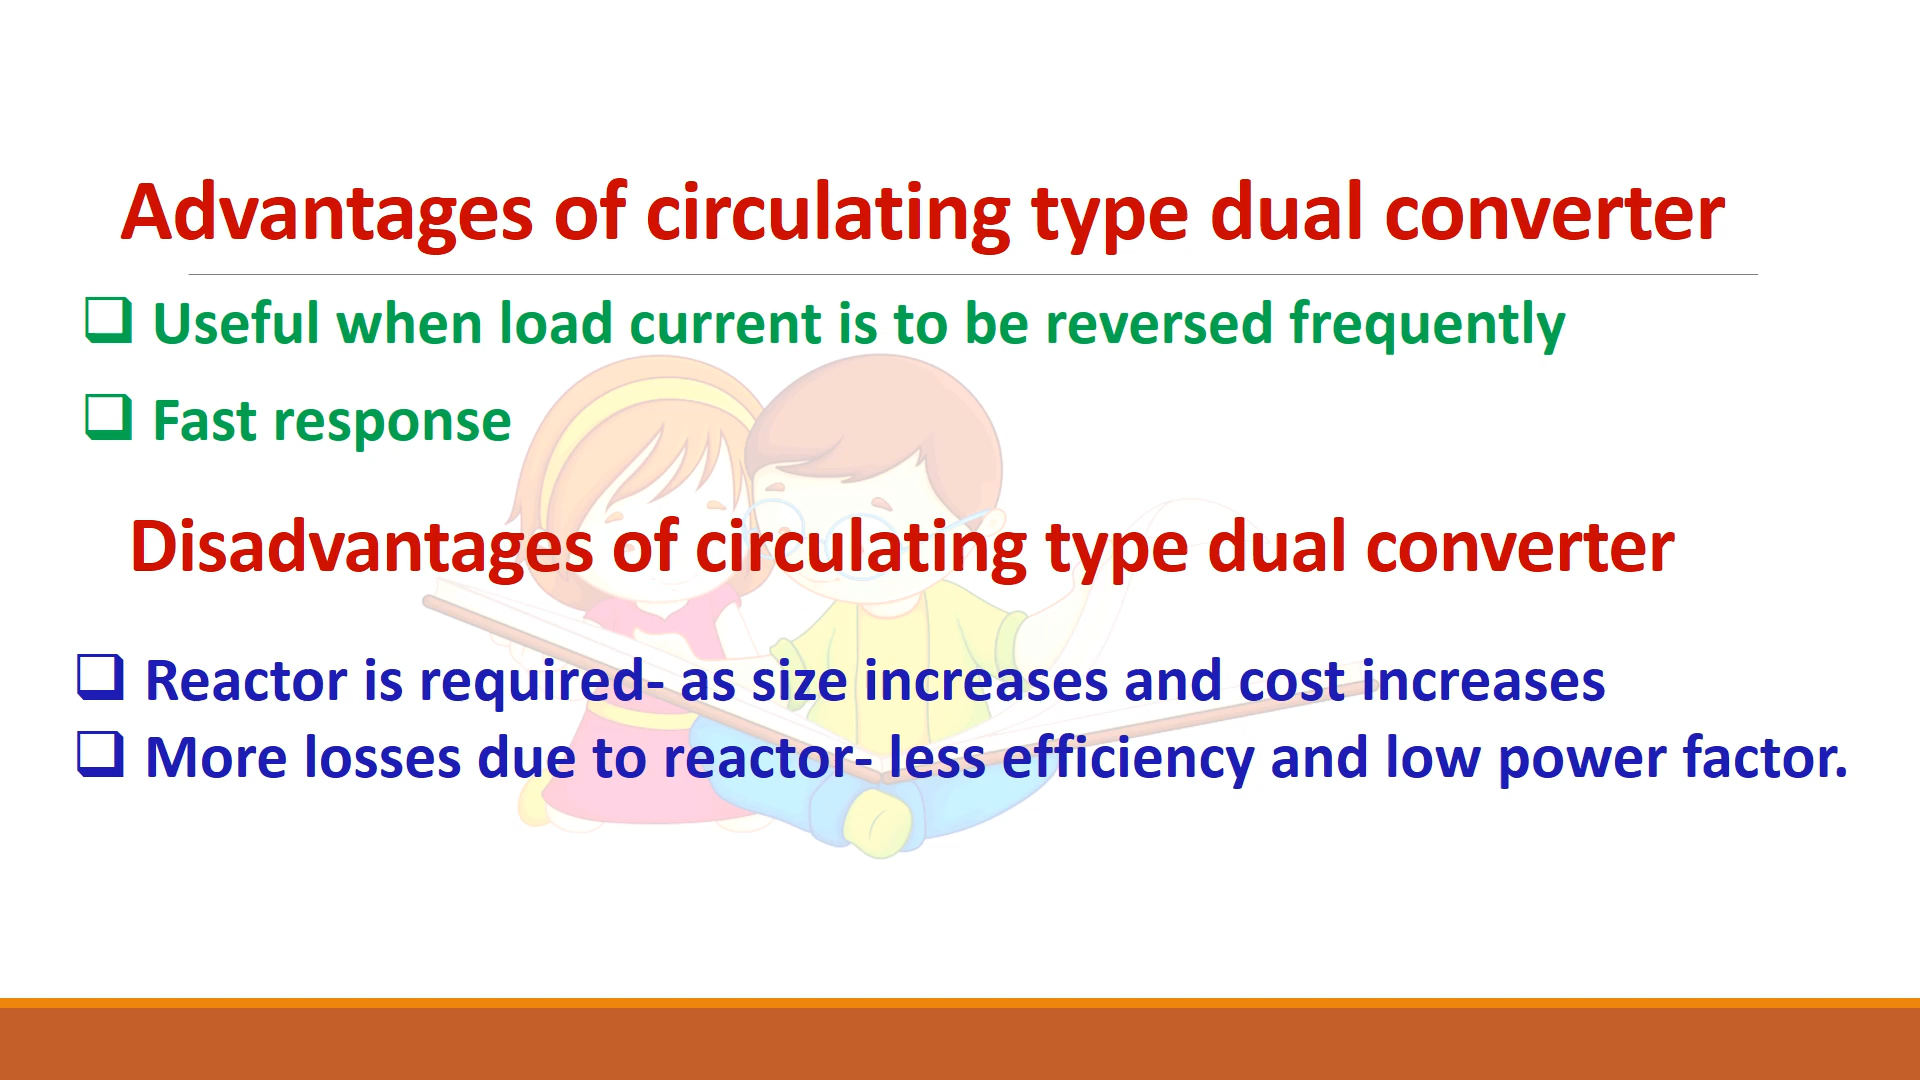 Advantages of circulating type dual converter
❑ Useful when load current is to be reversed frequently
❑ Fast response
Disadvantages of circulating type dual converter
❑ Reactor is required- as size increases and cost increases
❑ More losses due to reactor- less efficiency and low power factor.